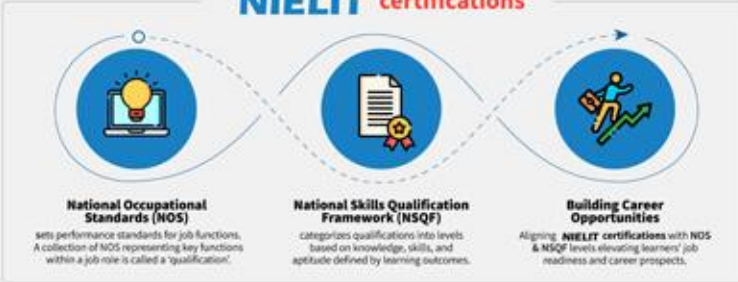 NIELIT certifications
National Occupational
Standards (NOS)
sets performance standards for job functions.
A collection of NOS representing key functions
within a job role is called a 'qualification'.
National Skills Qualification
Framework (NSQF)
categorizes qualifications into levels
based on knowledge, skills, and
aptitude defined by learning outcomes.
Building Career
Opportunities
Aligning NIELIT certifications with NOS
& NSQF levels elevating learners' job
readiness and career prospects.